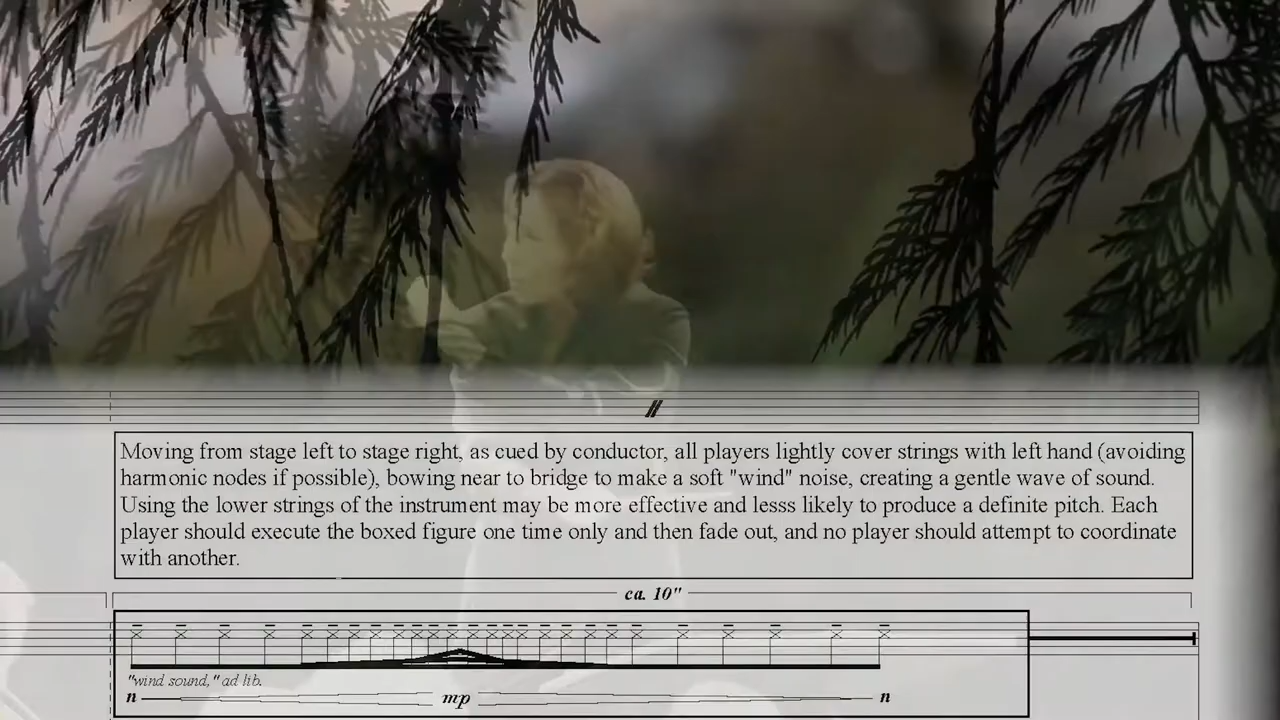 Moving from stage left to stage right, as cued by conductor, all players lightly cover strings with left hand (avoiding
harmonic nodes if possible), bowing near to bridge to make a soft "wind" noise, creating a gentle wave of sound.
Using the lower strings of the instrument may be more effective and lesss likely to produce a definite pitch. Each
player should execute the boxed figure one time only and then fade out, and no player should attempt to coordinate
with another.
ca. 10"
"wind sound," ad lib.
n mp n